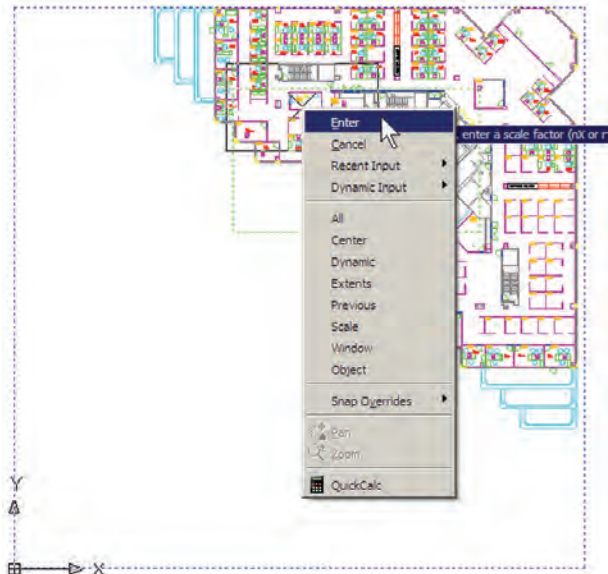 Enter
enter a scale factor (nX or n
Cancel
Recent Input
Dynamic Input
All
Center
Dynamic
Extents
Previous
Scale
Window
Object
Snap Overrides
Pan
Zoom
QuickCalc
Y
X